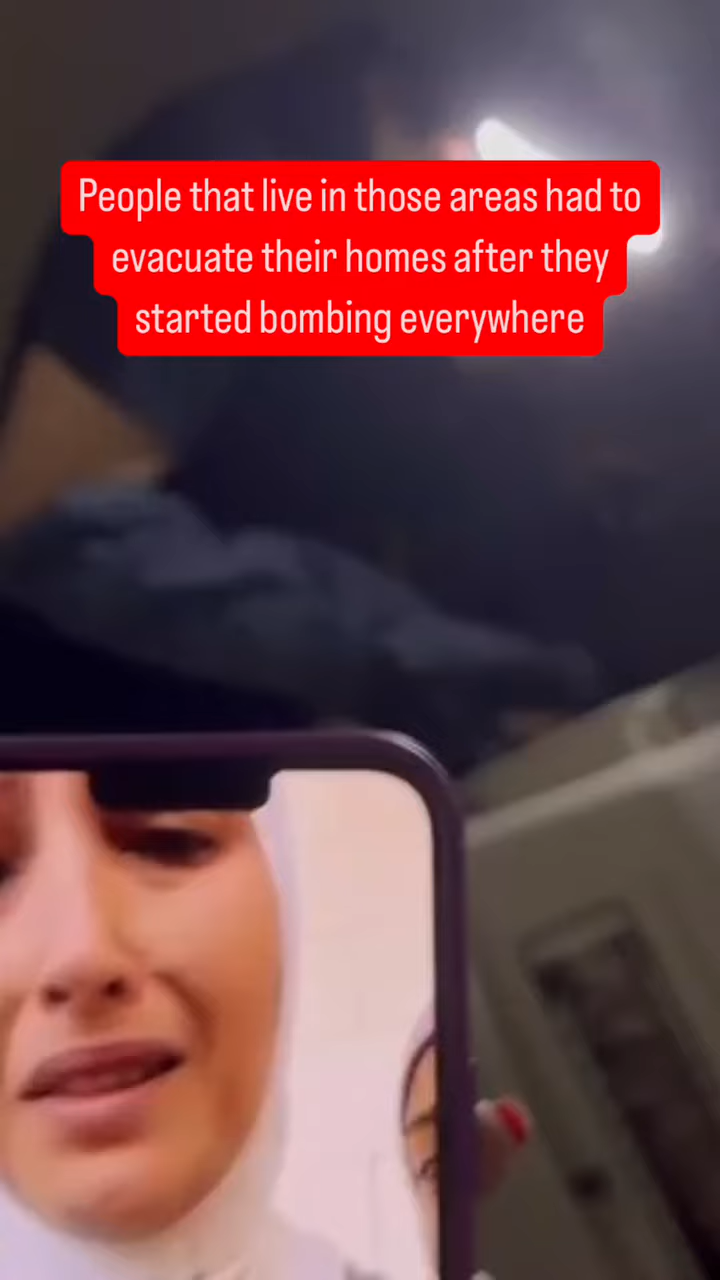 People that live in those areas had to
evacuate their homes after they
started bombing everywhere